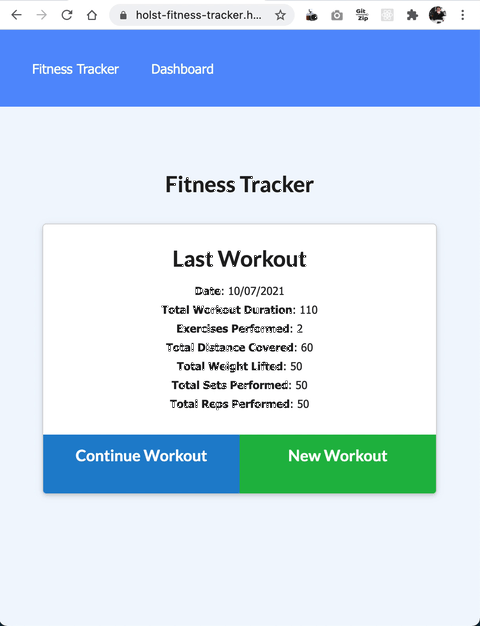 holst-fitness-tracker.h...
Git
Zip
Fitness Tracker Dashboard
Fitness Tracker
Last Workout
Date: 10/07/2021
Total Workout Duration: 110
Exercises Performed: 2
Total Distance Covered: 60
Total Weight Lifted: 50
Total Sets Performed: 50
Total Reps Performed: 50
Continue Workout New Workout